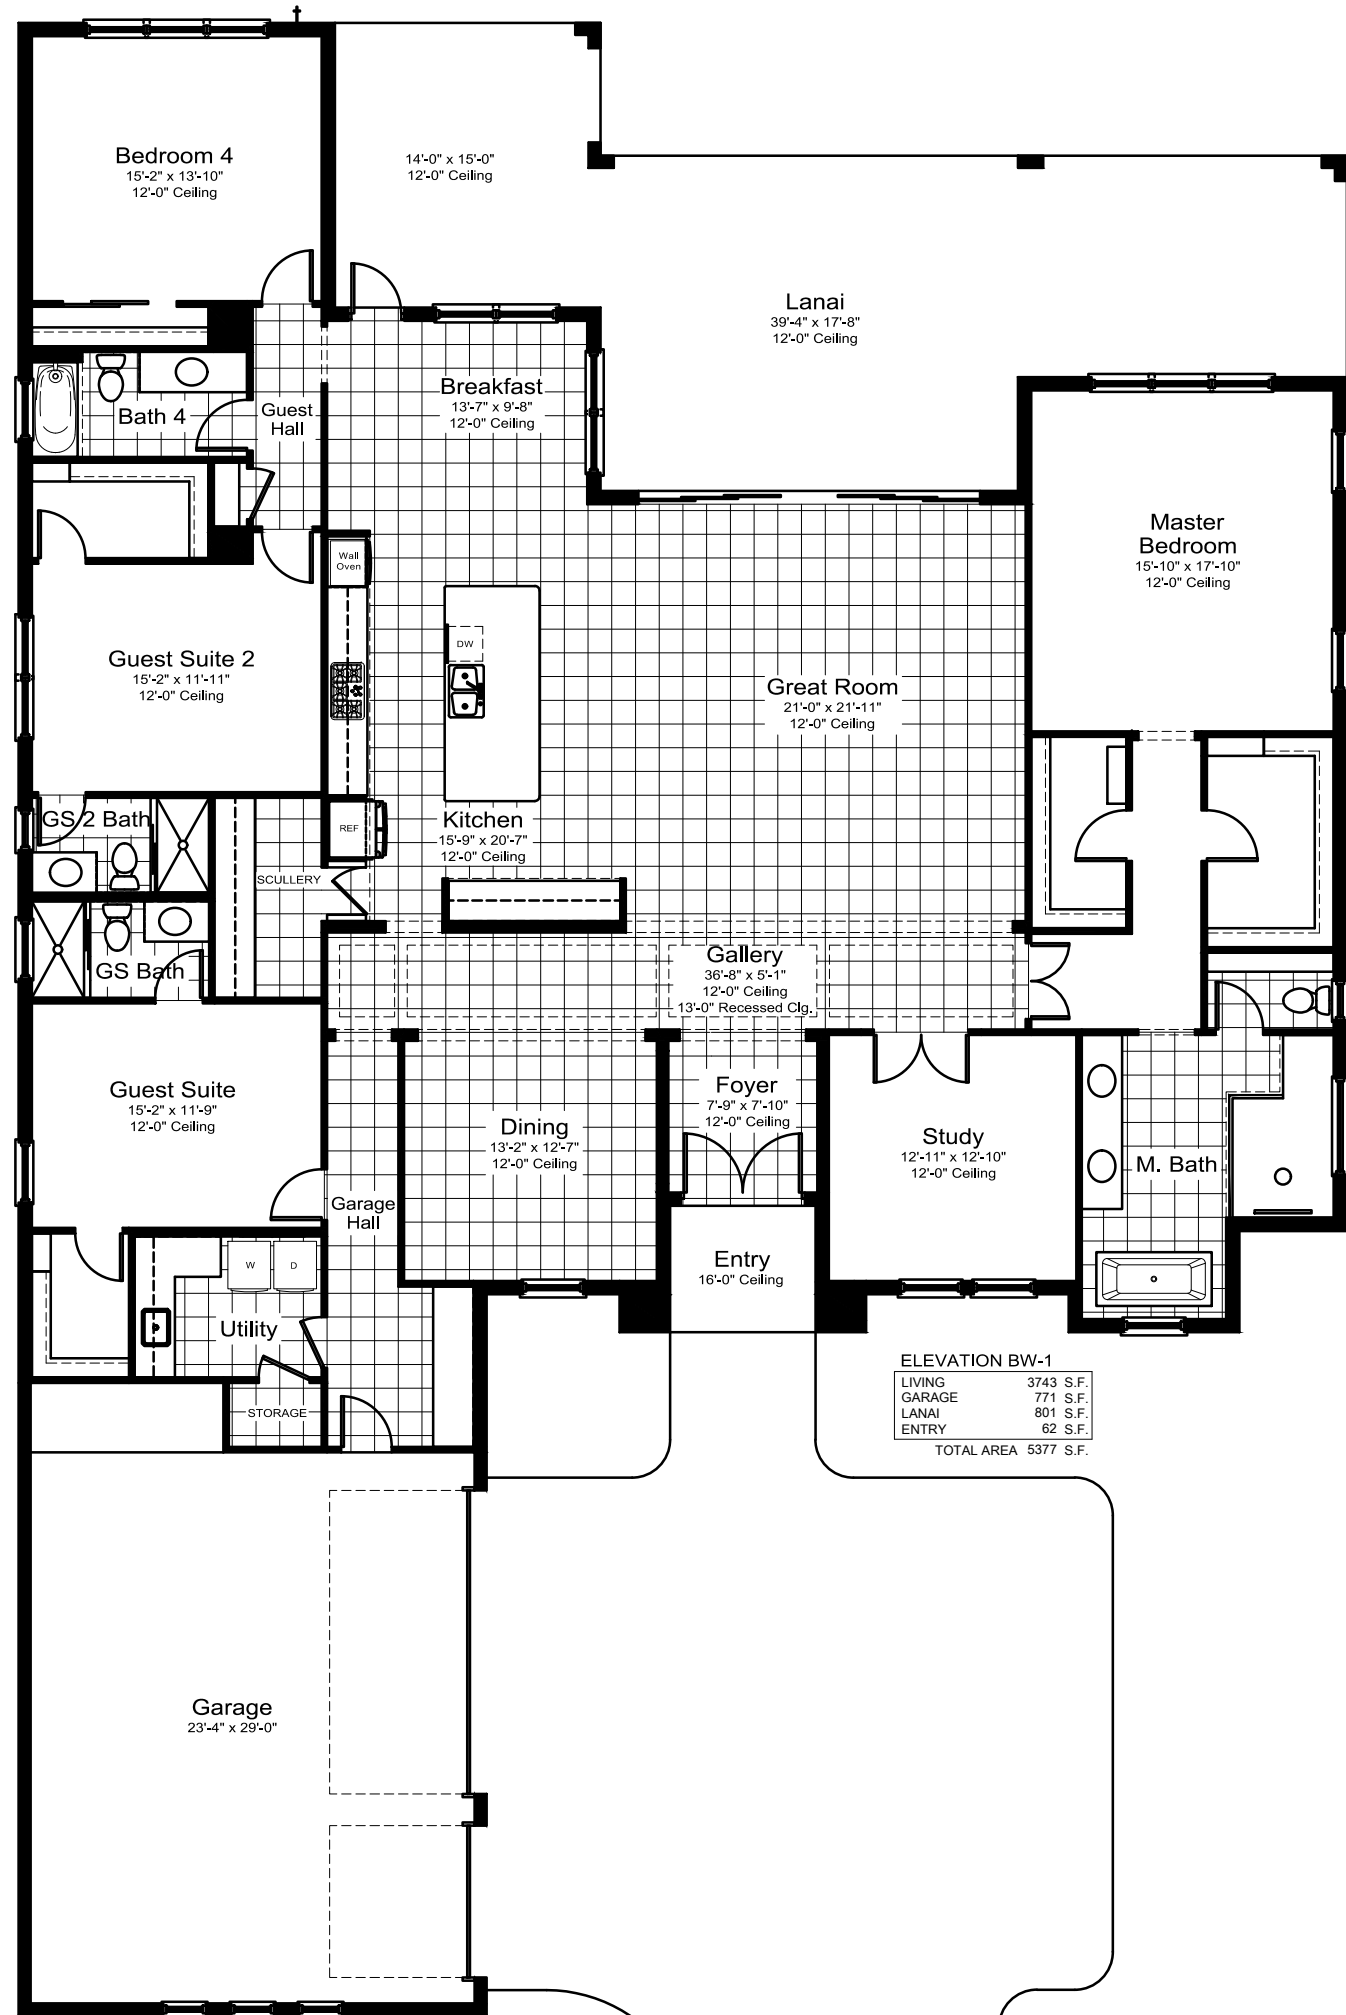 Bedroom 4
15'-2" x 13'-10"
12'-0" Ceiling
14'-0" x 15'-0"
12'-0" Ceiling
Lanai
39'-4" x 17'-8"
12'-0" Ceiling
Breakfast
13'-7" x 9'-8"
12'-0" Ceiling
Bath 4
Guest
Hall
Master
Bedroom
15'-10" x 17'-10"
12'-0" Ceiling
Wall
Oven
DW
Guest Suite 2
15'-2" x 11'-11"
12'-0" Ceiling
Great Room
21'-0" x 21'-11"
12'-0" Ceiling
GS 2 Bath
REF
Kitchen
15'-9" x 20'-7"
12'-0" Ceiling
SCULLERY
GS Bath
Gallery
36'-8" x 5'-1"
12'-0" Ceiling
13'-0" Recessed Clg.
Guest Suite
15'-2" x 11'-9"
12'-0" Ceiling
Foyer
7'-9" x 7'-10"
12'-0" Ceiling
Dining
13'-2" x 12'-7"
12'-0" Ceiling
Study
12'-11" x 12'-10"
12'-0" Ceiling
M. Bath
Garage
Hall
W
D
Entry
16'-0" Ceiling
Utility
STORAGE
ELEVATION BW-1
LIVING 3743 S.F.
GARAGE 771 S.F.
LANAI 801 S.F.
ENTRY 62 S.F.
TOTAL AREA 5377 S.F.
Garage
23'-4" x 29'-0"